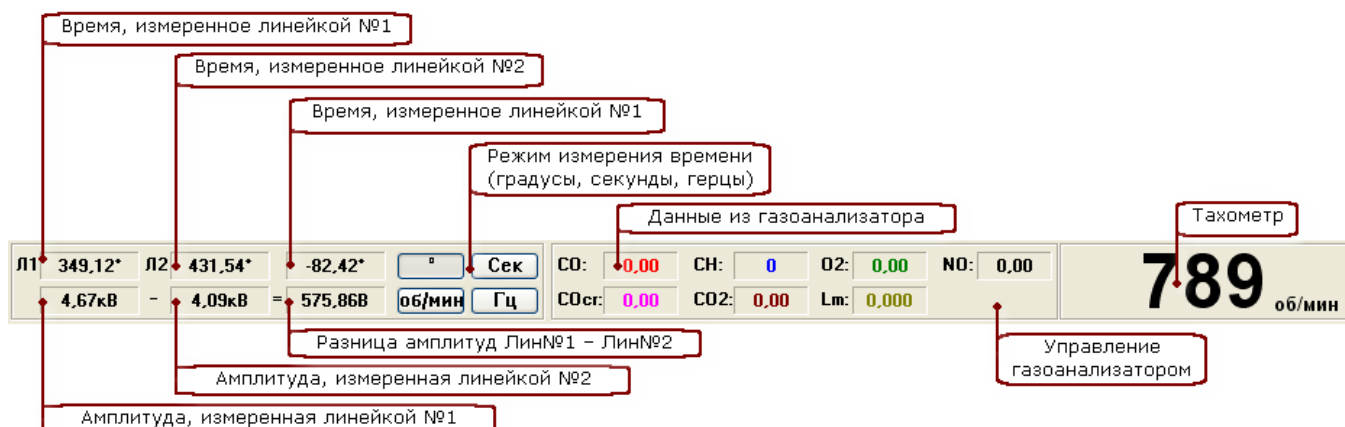 Время, измеренное линейкой №1
Время, измеренное линейкой №2
Время, измеренное линейкой №1
Режим измерения времени
(градусы, секунды, герцы)
Данные из газоанализатора
Тахометр
Л1 349,12° Л2 431,54° -82,42° ° Сек CO: 0,00 CH: 0 O2: 0,00 NO: 0,00
4,67кВ - 4,09кВ = 575,86В об/мин Гц COcr: 0,00 CO2: 0,00 Lm: 0,000
789 об/мин
Разница амплитуд Лин№1 – Лин№2
Управление
газоанализатором
Амплитуда, измеренная линейкой №2
Амплитуда, измеренная линейкой №1